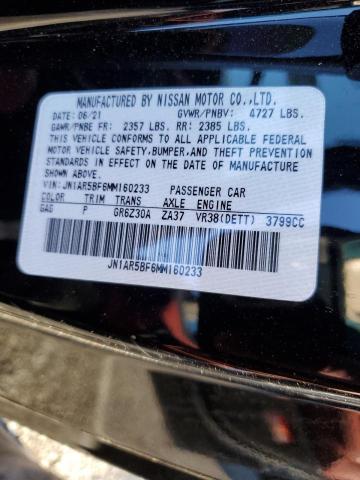 MANUFACTURED BY NISSAN MOTOR CO., LTD.
DATE: 06/21 GVWR/PNBV: 4727 LBS.
GAWR/PNBE FR: 2357 LBS. RR: 2385 LBS.
THIS VEHICLE CONFORMS TO ALL APPLICABLE FEDERAL
MOTOR VEHICLE SAFETY, BUMPER, AND THEFT PREVENTION
STANDARDS IN EFFECT ON THE DATE OF MANUFACTURE
SHOWN ABOVE.
VIN: JN1AR5BF6MM160233 PASSENGER CAR
COLOR TRIM TRANS AXLE ENGINE
GAG P GR6Z30A ZA37 VR38(DETT) 3799CC
JN1AR5BF6MM160233